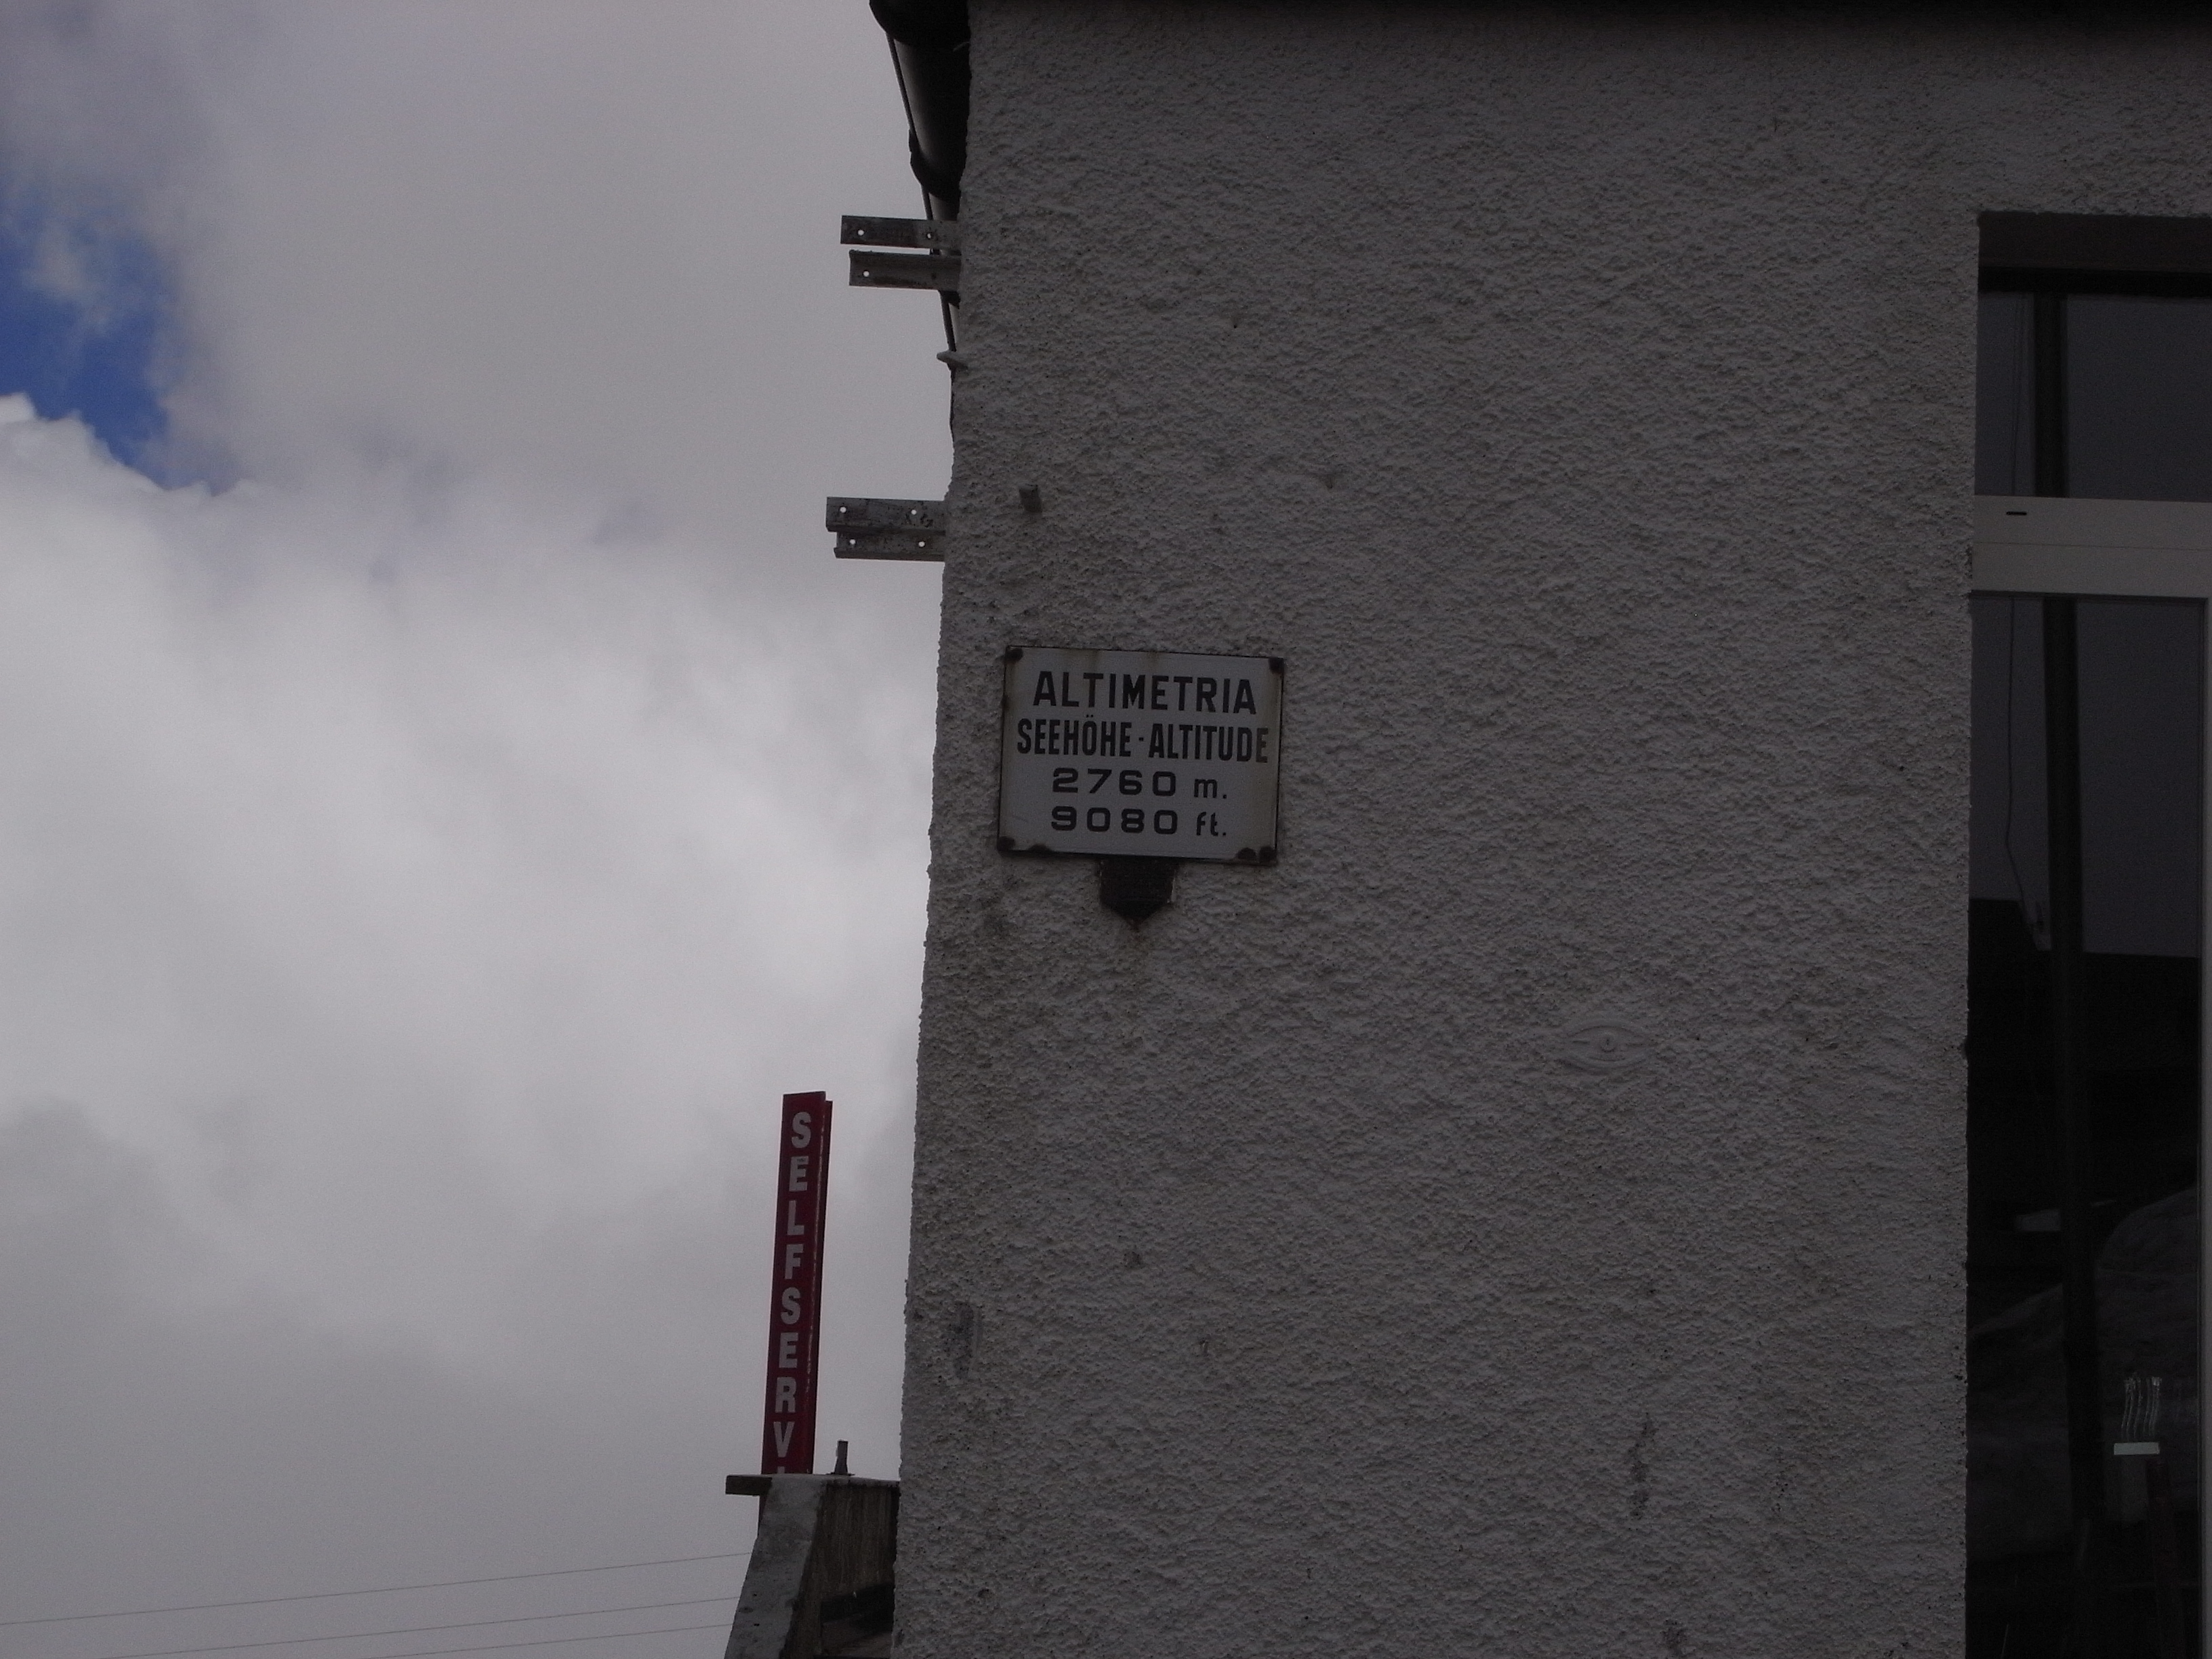 ALTIMETRIA
SEEHÖHE - ALTITUDE
2760 m.
9080 ft.
SELFSERV